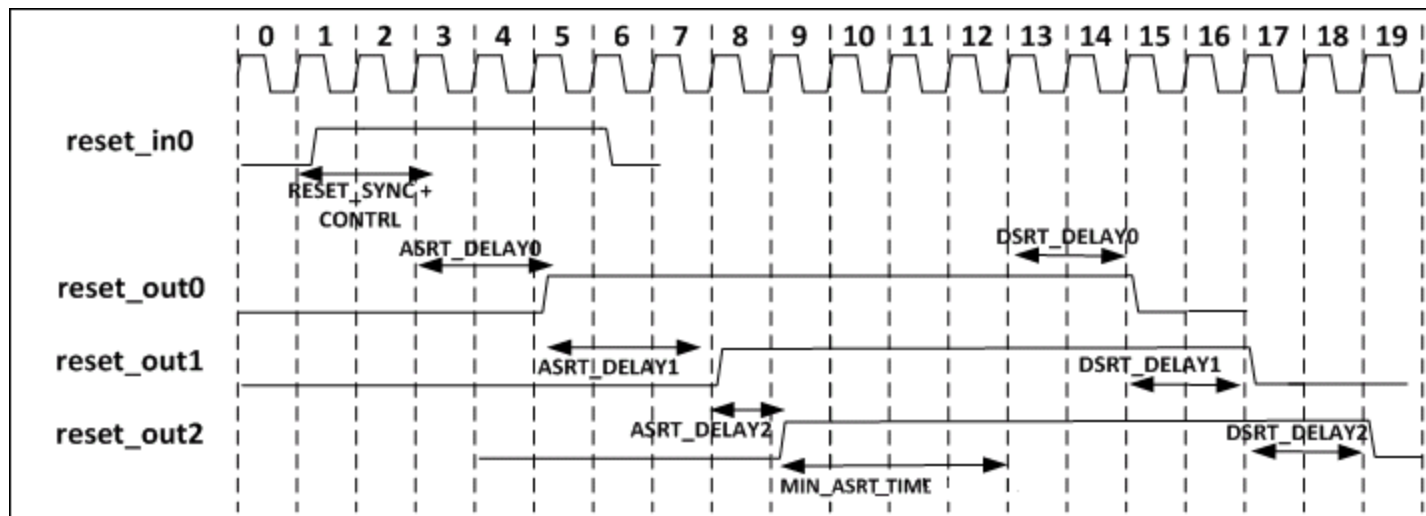 0 1 2 3 4 5 6 7 8 9 10 11 12 13 14 15 16 17 18 19
reset_in0
RESET_SYNC +
CONTRL
ASRT_DELAY0
DSRT_DELAY0
reset_out0
reset_out1
ASRT_DELAY1
DSRT_DELAY1
reset_out2
ASRT_DELAY2
DSRT_DELAY2
MIN_ASRT_TIME